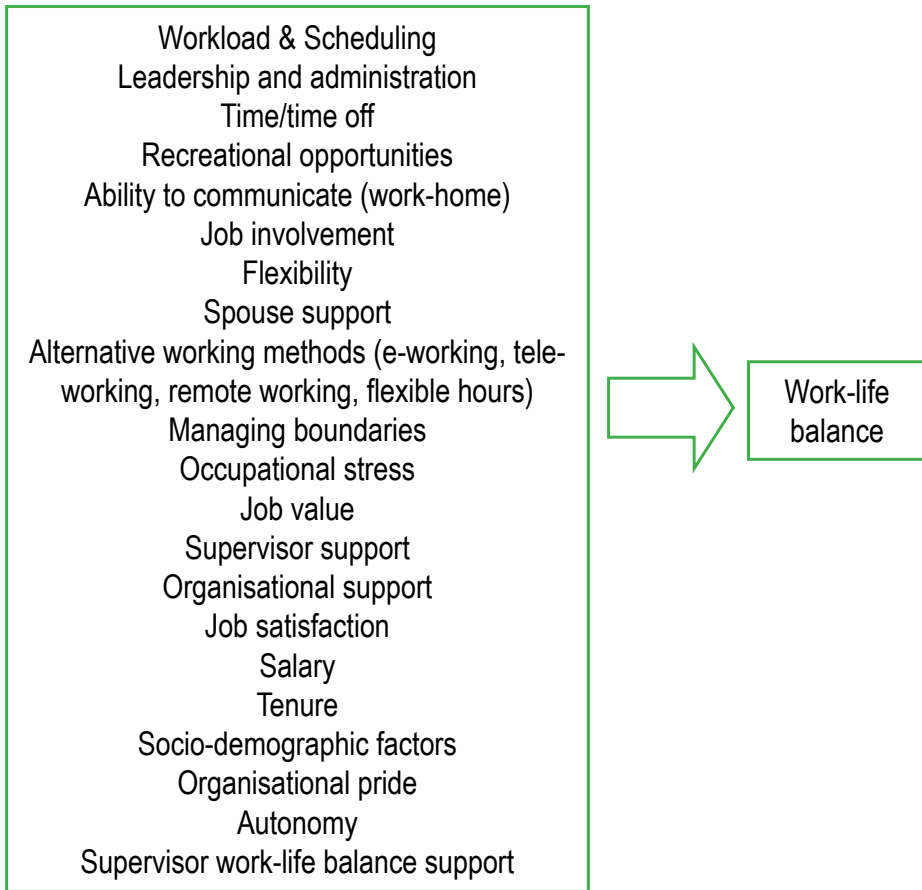 Workload & Scheduling
Leadership and administration
Time/time off
Recreational opportunities
Ability to communicate (work-home)
Job involvement
Flexibility
Spouse support
Alternative working methods (e-working, tele-
working, remote working, flexible hours)
Managing boundaries
Occupational stress
Job value
Supervisor support
Organisational support
Job satisfaction
Salary
Tenure
Socio-demographic factors
Organisational pride
Autonomy
Supervisor work-life balance support
Work-life
balance